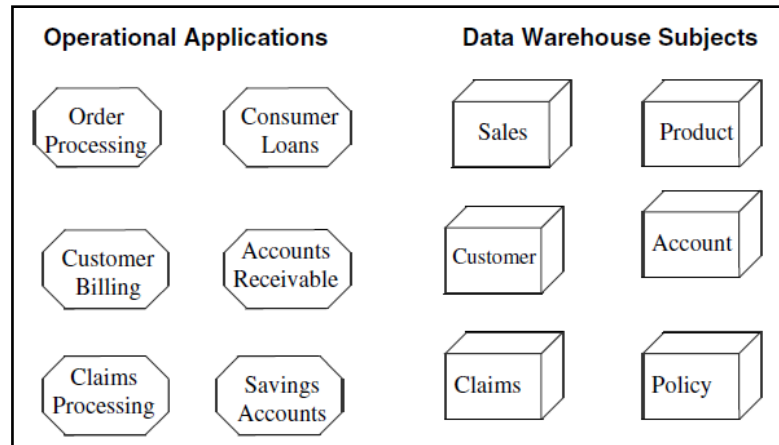 Operational Applications
Data Warehouse Subjects
Order
Processing
Consumer
Loans
Sales
Product
Customer
Billing
Accounts
Receivable
Customer
Account
Claims
Processing
Savings
Accounts
Claims
Policy